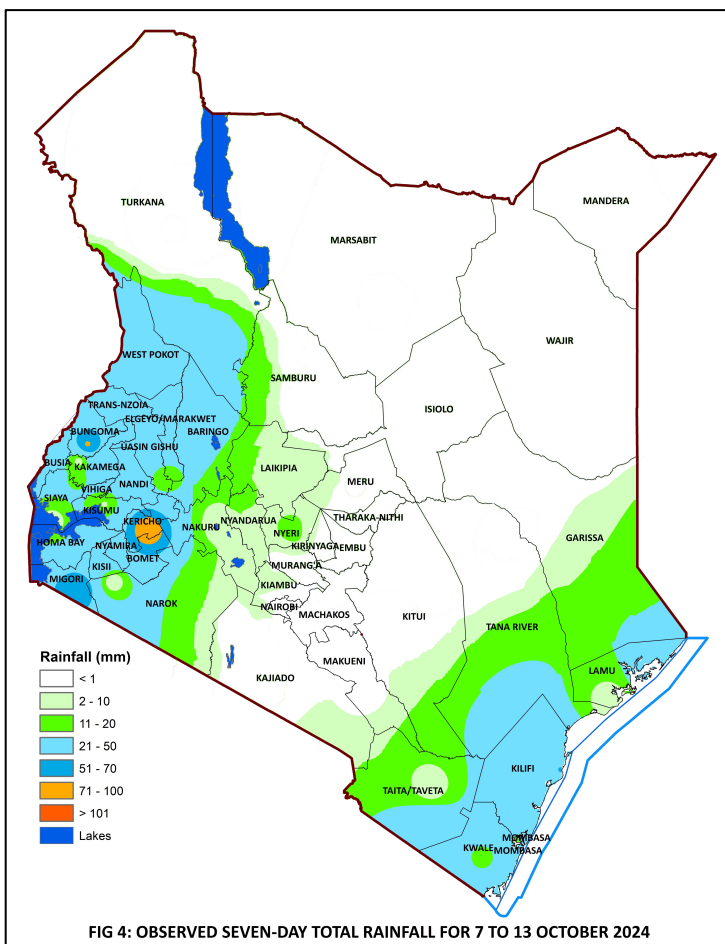 TURKANA
MANDERA
MARSABIT
WAJIR
WEST POKOT
SAMBURU
ISIOLO
TRANS-NZOIA
ELGEYO/MARAKWET
BUNGOMA
BARINGO
UASIN GISHU
BUSIA
KAKAMEGA
LAIKIPIA
MERU
VIHIGA
NANDI
SIAYA
KISUMU
KERICHO
NAKURU
NYANDARUA
THARAKA-NITHI
NYERI
GARISSA
HOMA BAY
NYAMIRA
KIRINYAGA
EMBU
BOMET
KISII
MURANG'A
MIGORI
KIAMBU
NAROK
NAIROBI
MACHAKOS
KITUI
TANA RIVER
MAKUENI
LAMU
KAJIADO
KILIFI
TAITA/TAVETA
MOMBASA
KWALE
MOMBASA
Rainfall (mm)
< 1
2 - 10
11 - 20
21 - 50
51 - 70
71 - 100
> 101
Lakes
FIG 4: OBSERVED SEVEN-DAY TOTAL RAINFALL FOR 7 TO 13 OCTOBER 2024